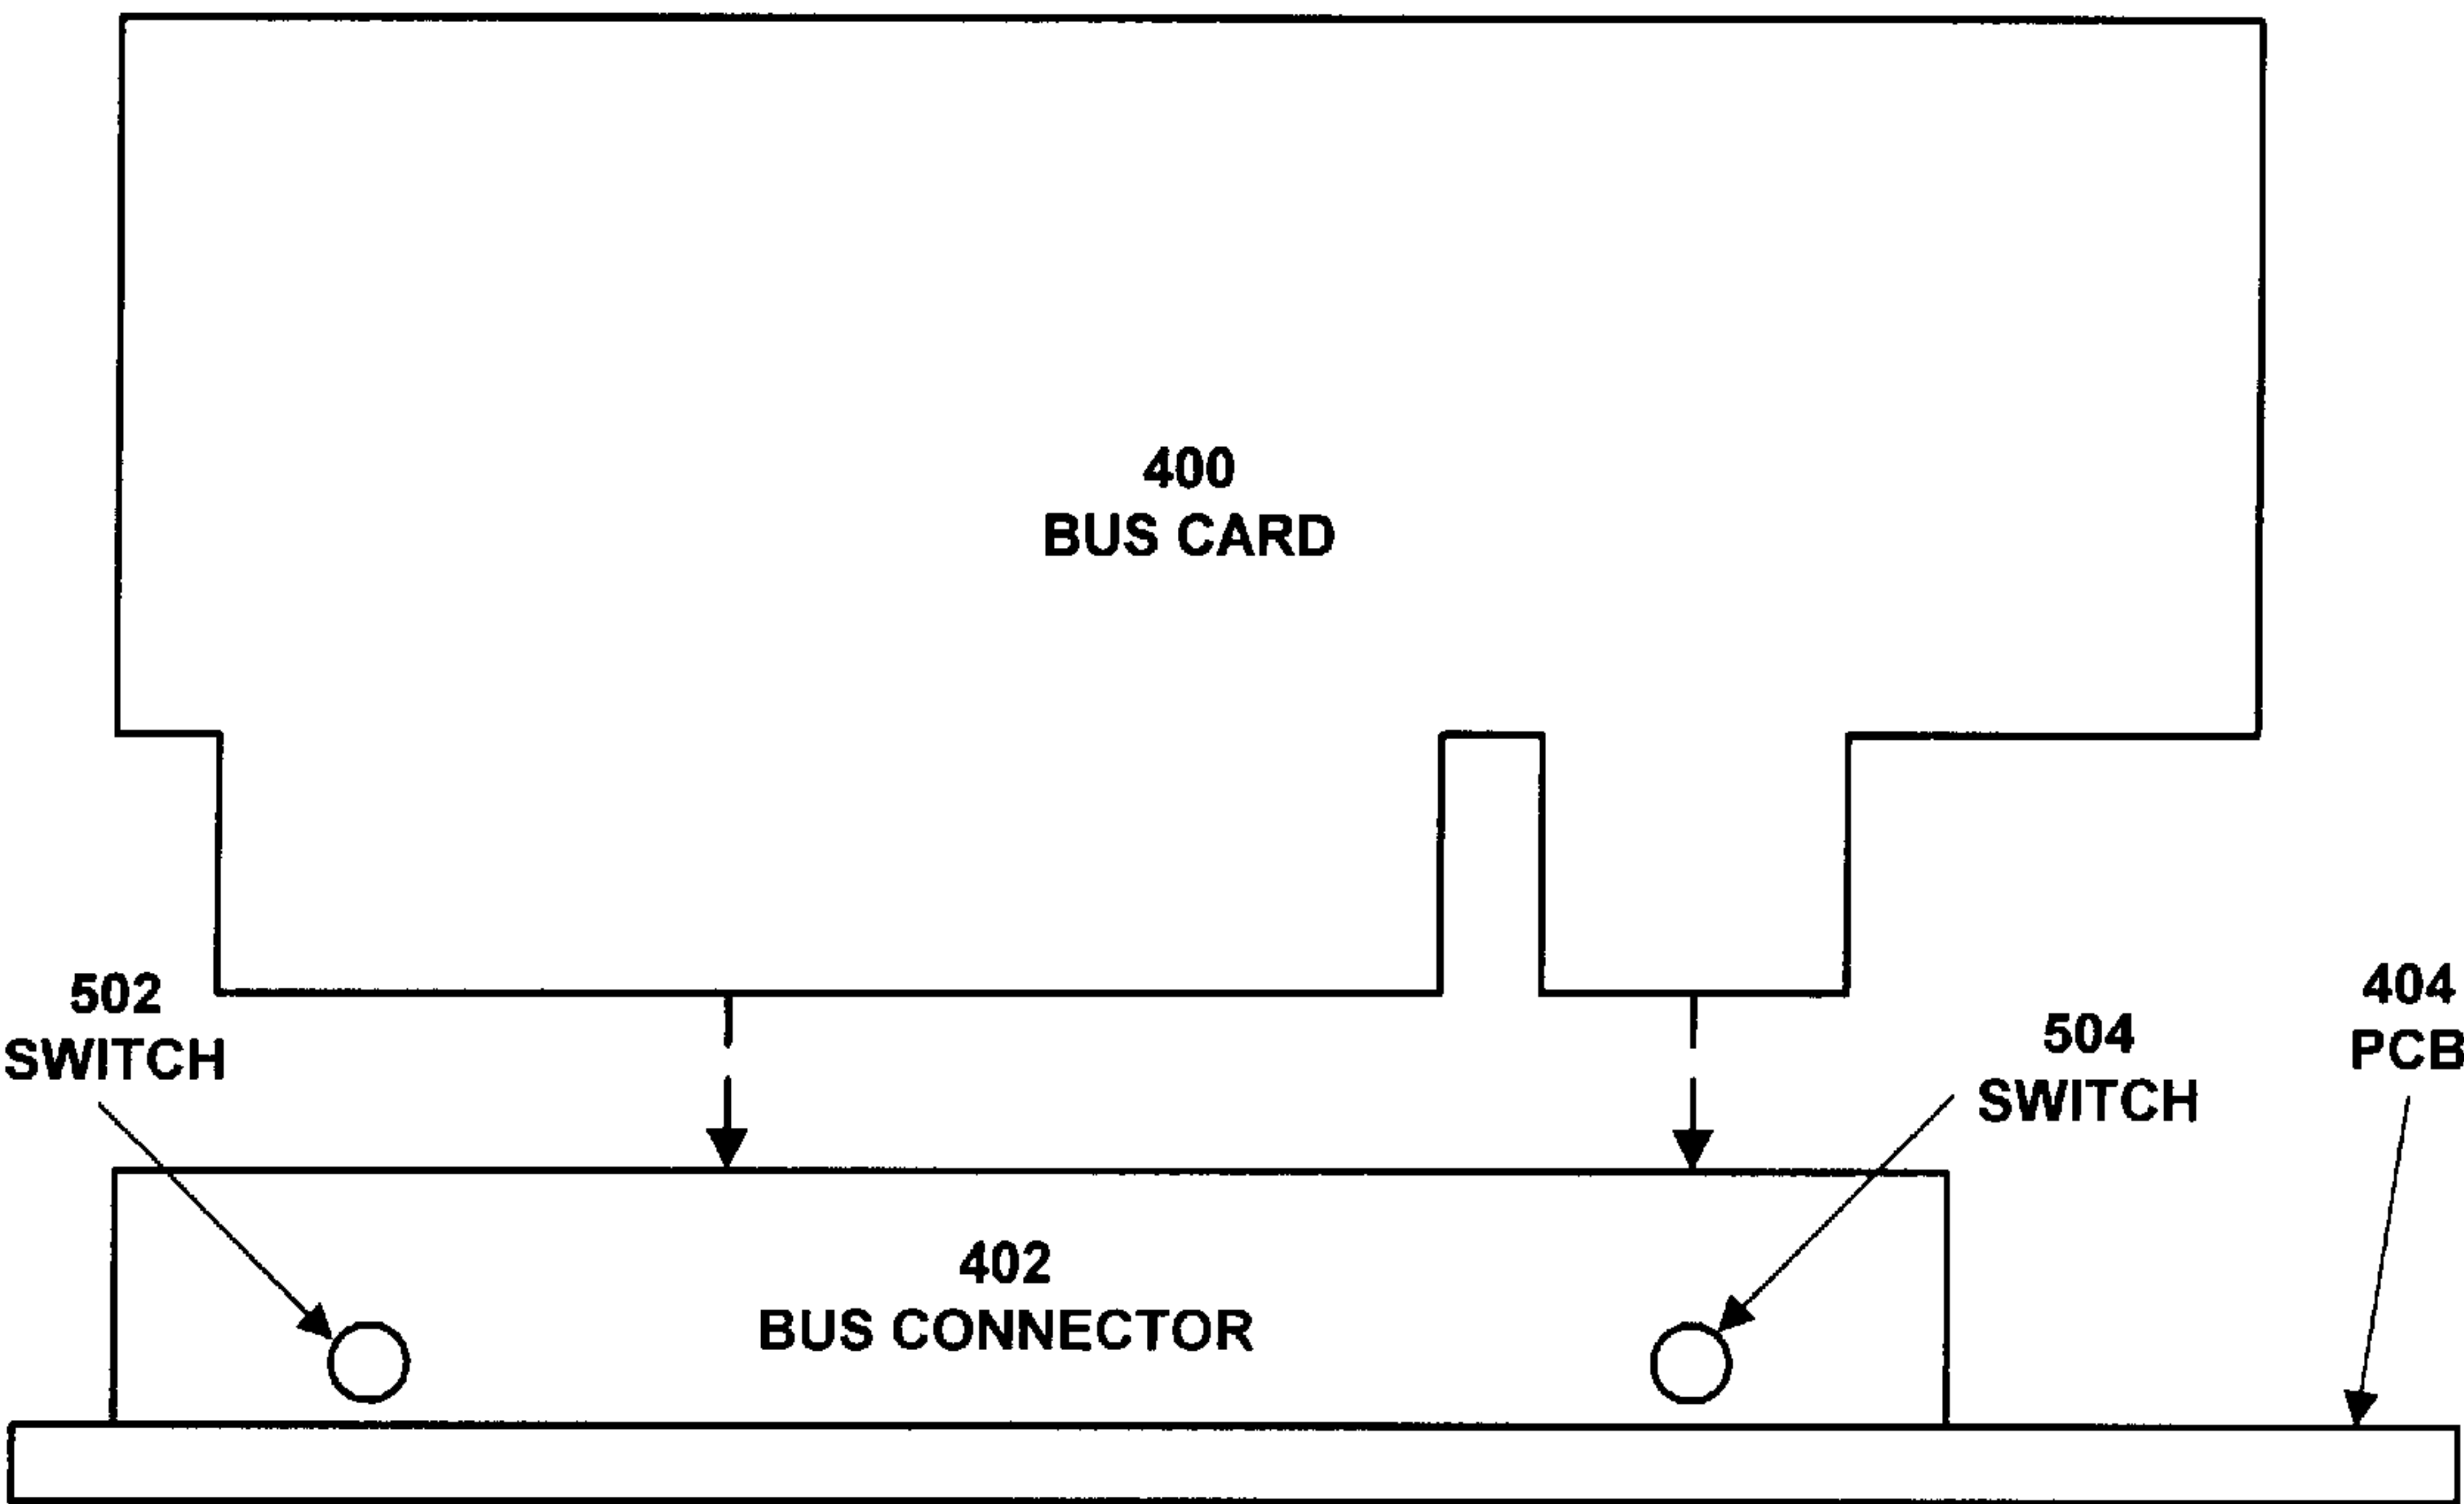 400
BUS CARD
502
SWITCH
404
PCB
504
SWITCH
402
BUS CONNECTOR